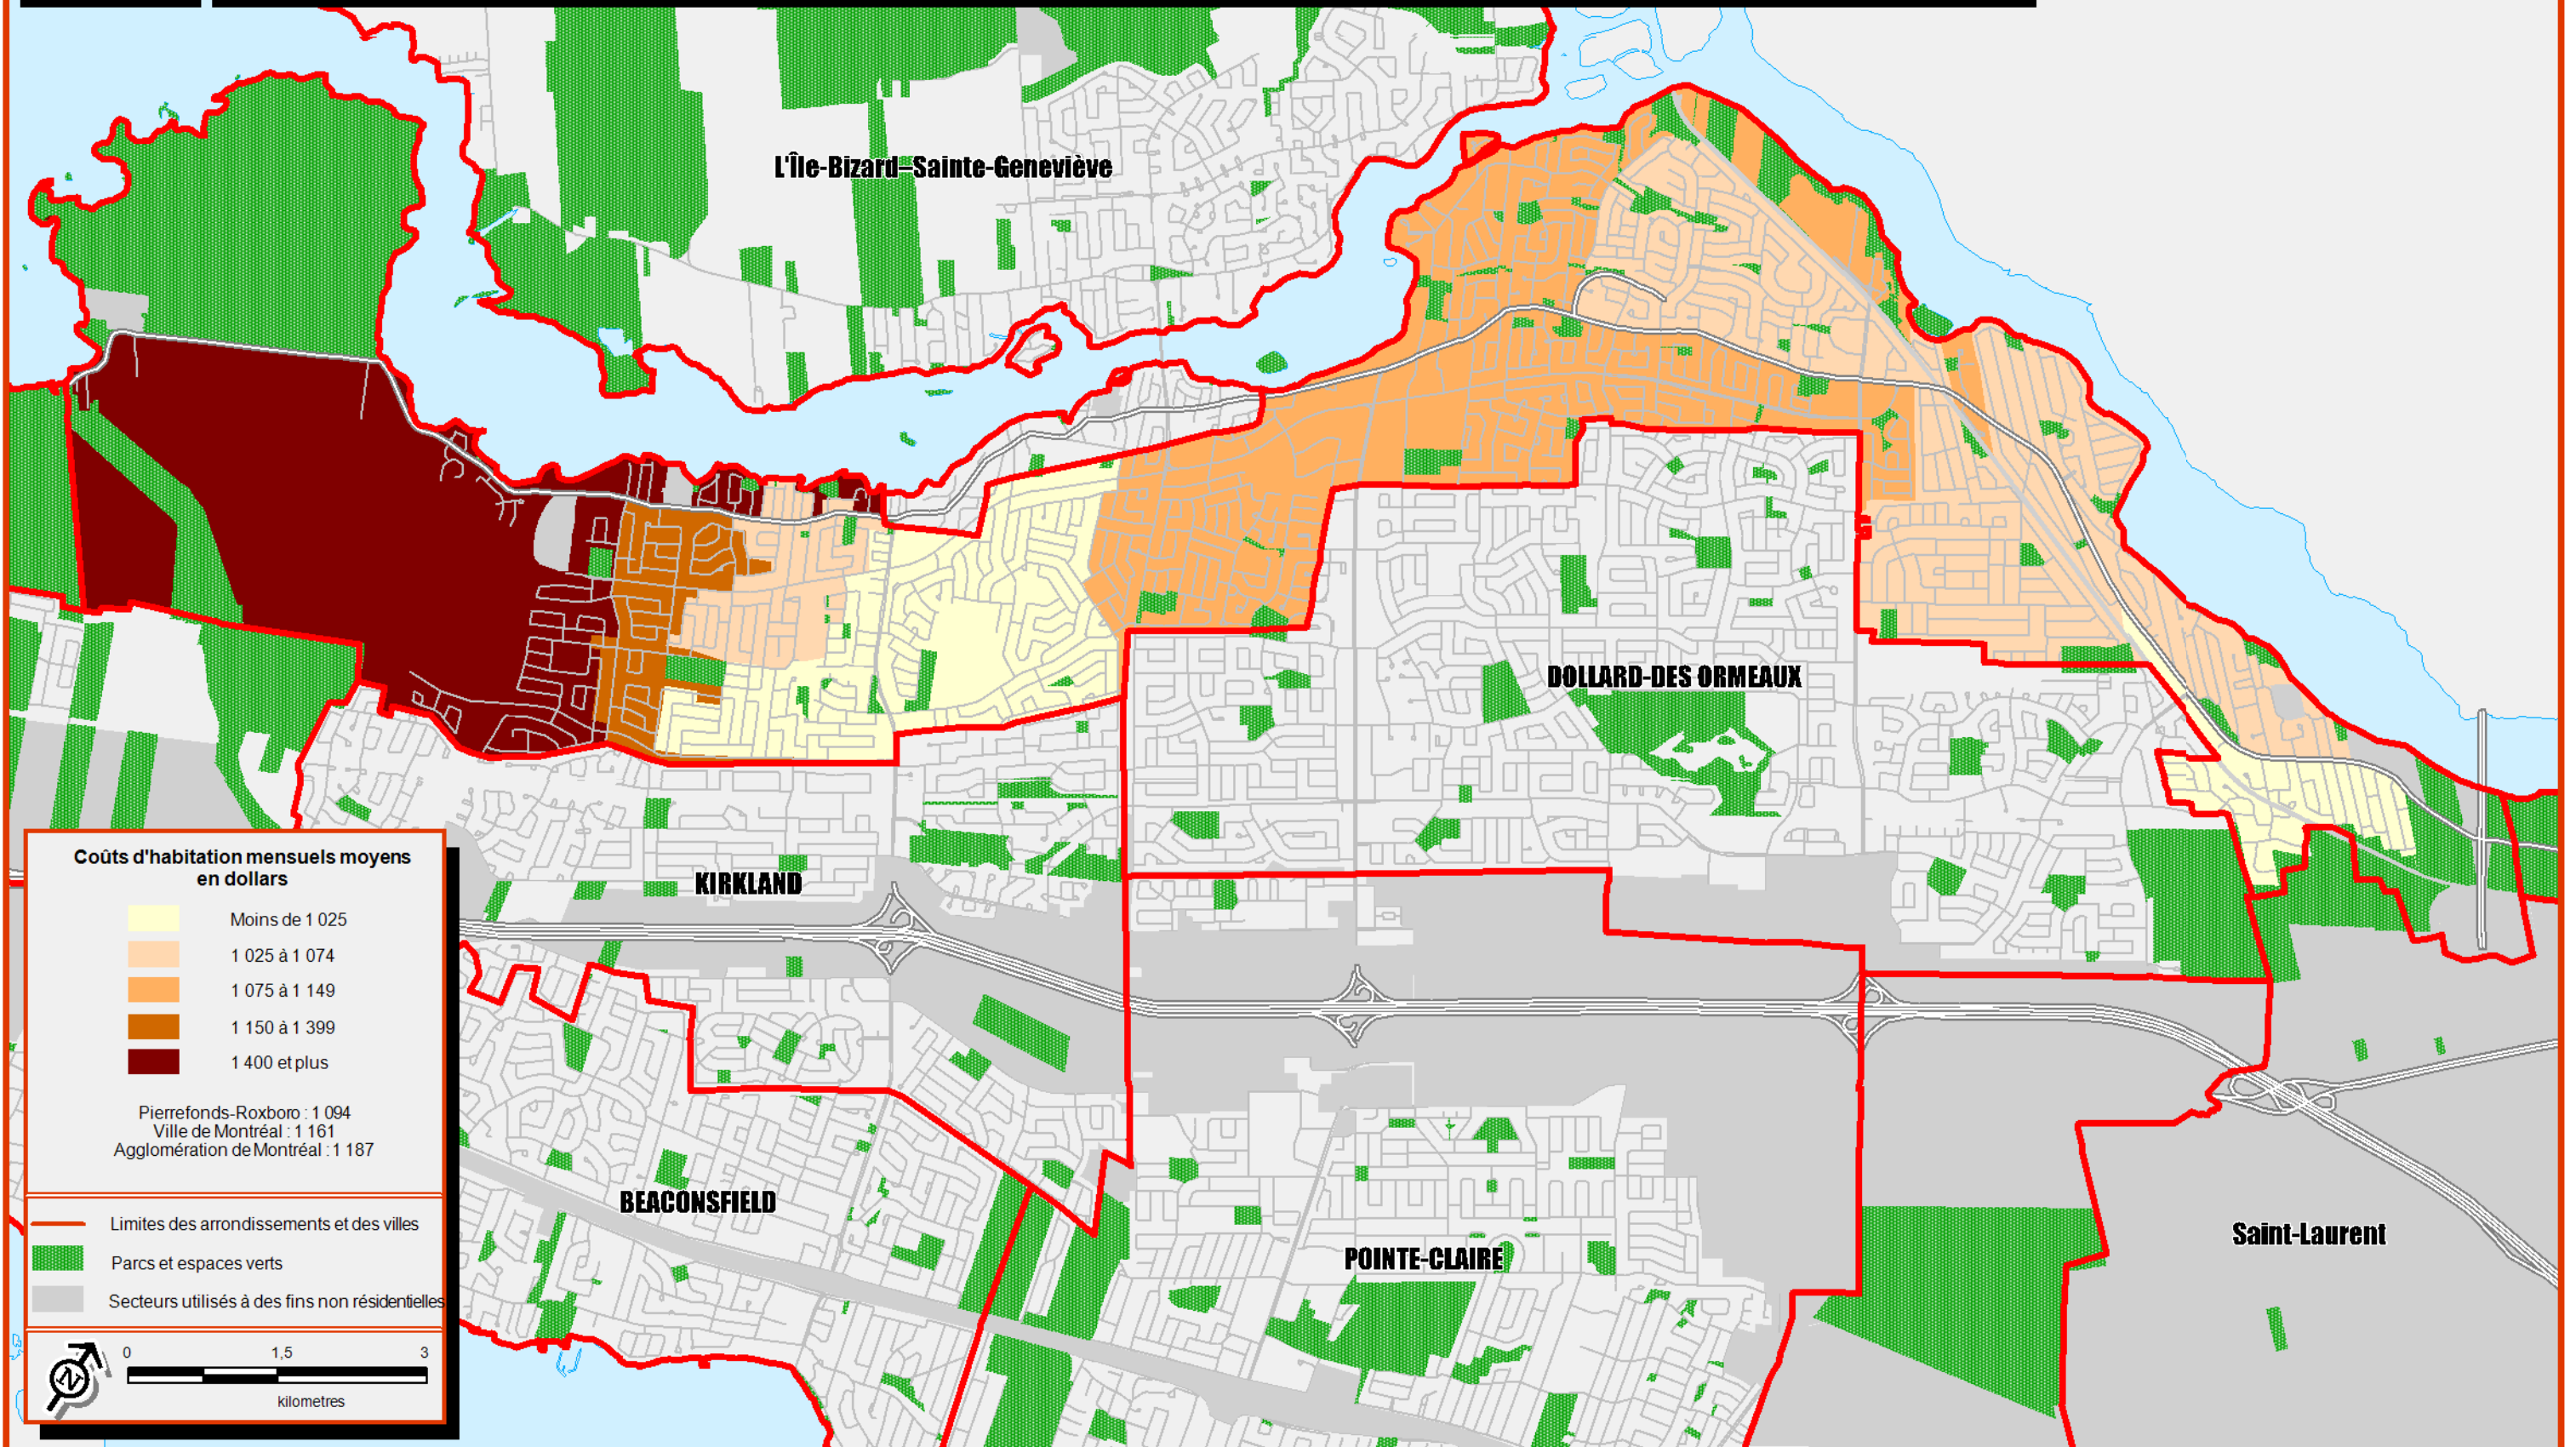 L'Île-Bizard–Sainte-Geneviève
DOLLARD-DES ORMEAUX
KIRKLAND
BEACONSFIELD
POINTE-CLAIRE
Saint-Laurent
Coûts d'habitation mensuels moyens
en dollars
Moins de 1 025
1 025 à 1 074
1 075 à 1 149
1 150 à 1 399
1 400 et plus
Pierrefonds-Roxboro : 1 094
Ville de Montréal : 1 161
Agglomération de Montréal : 1 187
Limites des arrondissements et des villes
Parcs et espaces verts
Secteurs utilisés à des fins non résidentielles
N
0 1,5 3
kilometres